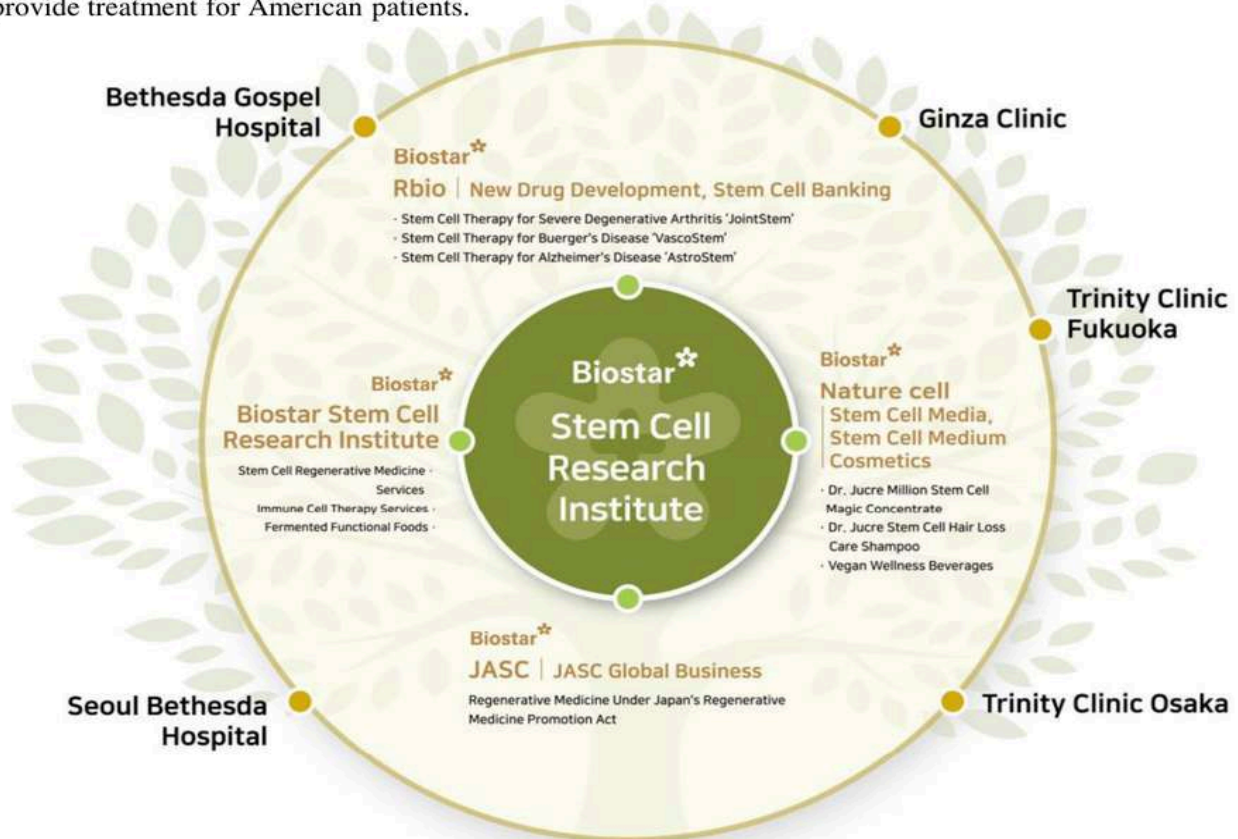 provide treatment for American patients.
Bethesda Gospel
Hospital
Ginza Clinic
Biostar
Rbio | New Drug Development, Stem Cell Banking
· Stem Cell Therapy for Severe Degenerative Arthritis 'JointStem'
· Stem Cell Therapy for Buerger's Disease 'VascoStem'
· Stem Cell Therapy for Alzheimer's Disease 'AstroStem'
Trinity Clinic
Fukuoka
Biostar
Biostar Stem Cell
Research Institute
Stem Cell Regenerative Medicine ·
Services
Immune Cell Therapy Services ·
Fermented Functional Foods ·
Biostar
Stem Cell
Research
Institute
Biostar
Nature cell
Stem Cell Media,
Stem Cell Medium
Cosmetics
· Dr. Jucre Million Stem Cell
Magic Concentrate
· Dr. Jucre Stem Cell Hair Loss
Care Shampoo
· Vegan Wellness Beverages
Biostar
JASC | JASC Global Business
Regenerative Medicine Under Japan's Regenerative
Medicine Promotion Act
Seoul Bethesda
Hospital
Trinity Clinic Osaka